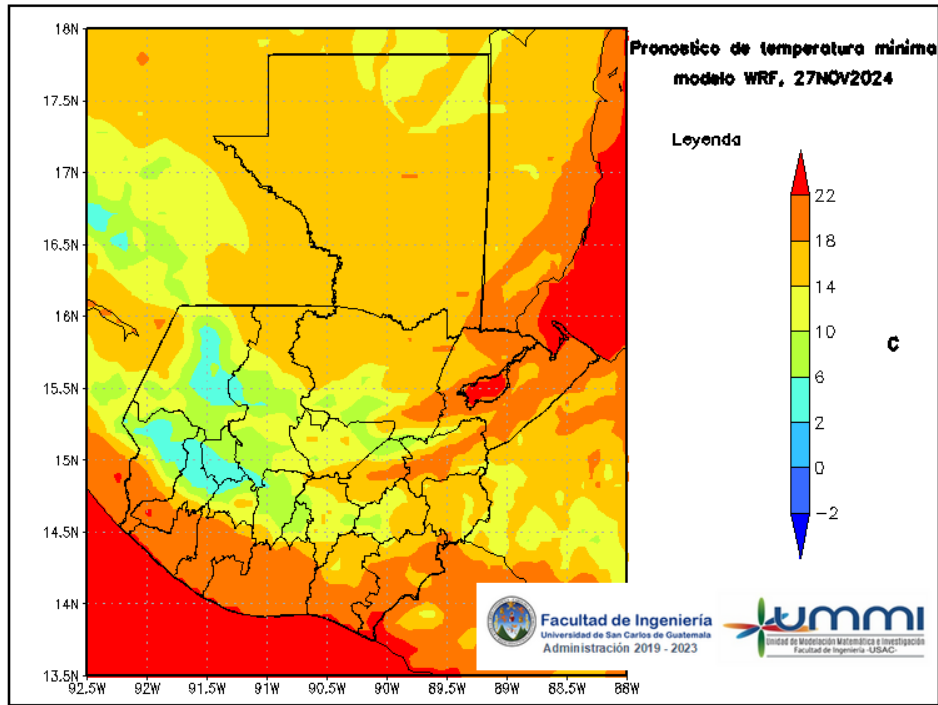 Pronostico de temperatura minima
modelo WRF, 27NOV2024
Leyenda
22
18
14
10
6
2
0
−2
C
18N
17.5N
17N
16.5N
16N
15.5N
15N
14.5N
14N
13.5N
92.5W 92W 91.5W 91W 90.5W 90W 89.5W 89W 88.5W 88W
Facultad de Ingeniería
Universidad de San Carlos de Guatemala
Administración 2019 - 2023
ummi
Unidad de Modelación Matemática e Investigación
Facultad de Ingeniería -USAC-